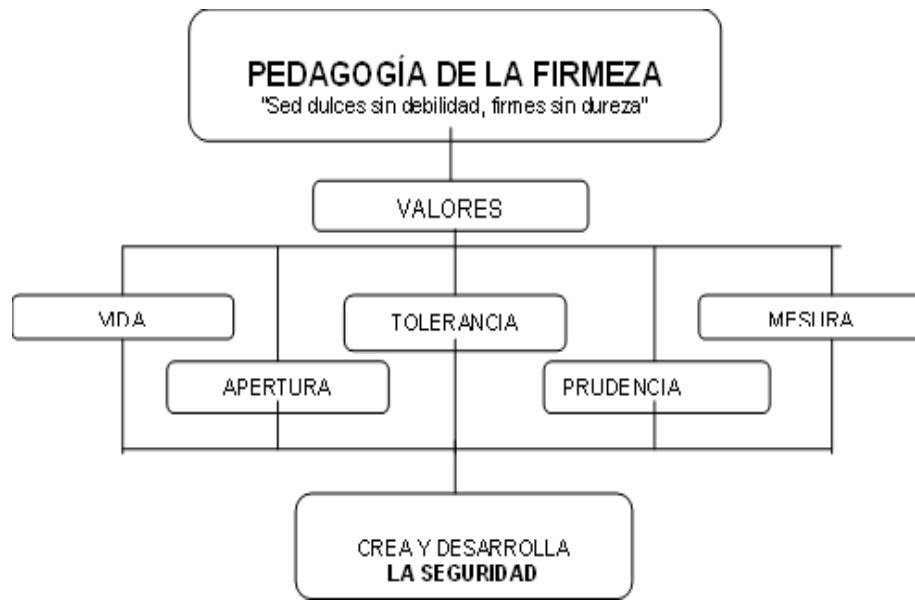 PEDAGOGÍA DE LA FIRMEZA
"Sed dulces sin debilidad, firmes sin dureza"
VALORES
VIDA
TOLERANCIA
MESURA
APERTURA
PRUDENCIA
CREA Y DESARROLLA
LA SEGURIDAD